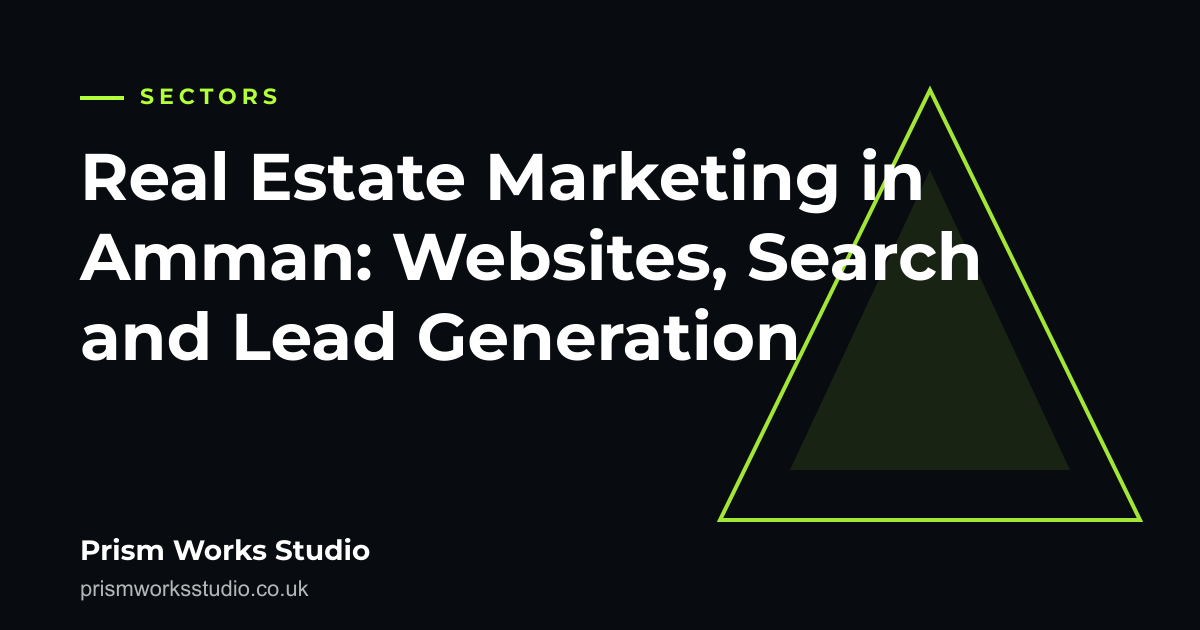 SECTORS
Real Estate Marketing in
Amman: Websites, Search
and Lead Generation
Prism Works Studio
prismworksstudio.co.uk